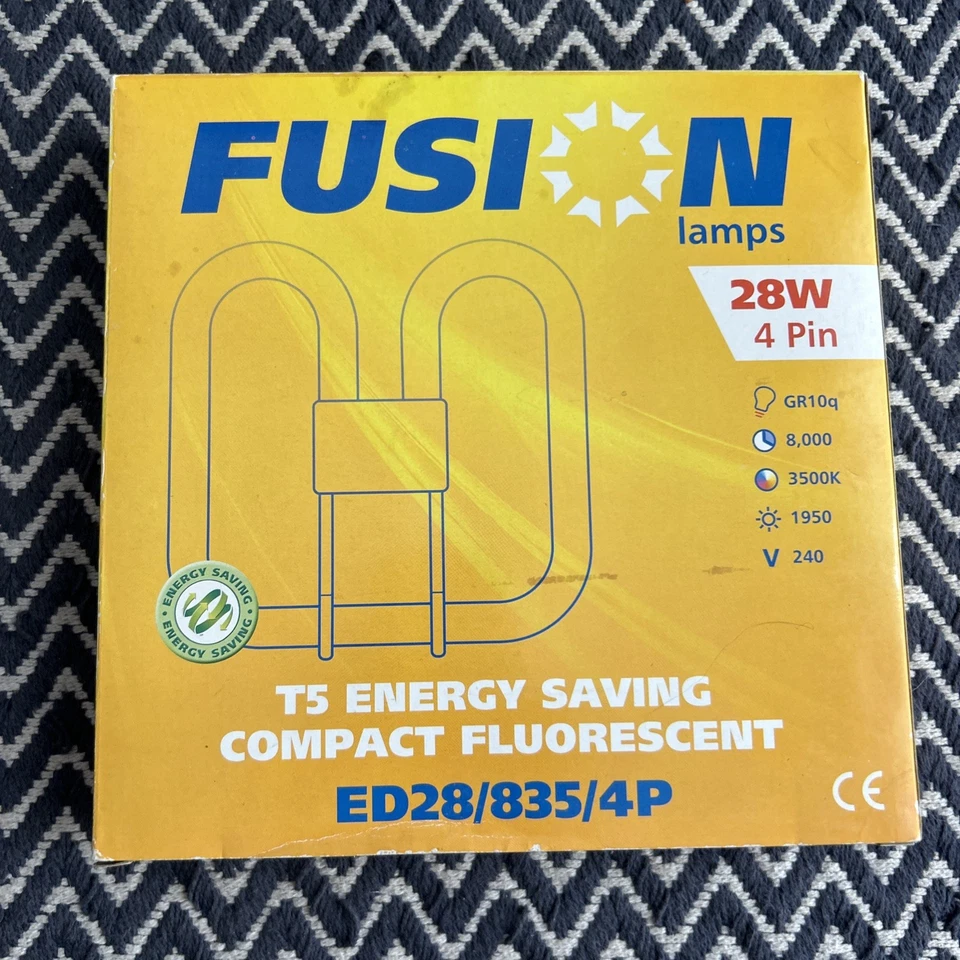 FUSION
lamps
28W
4 Pin
GR10q
8,000
3500K
1950
V 240
ENERGY SAVING
ENERGY SAVING
T5 ENERGY SAVING
COMPACT FLUORESCENT
ED28/835/4P
CE